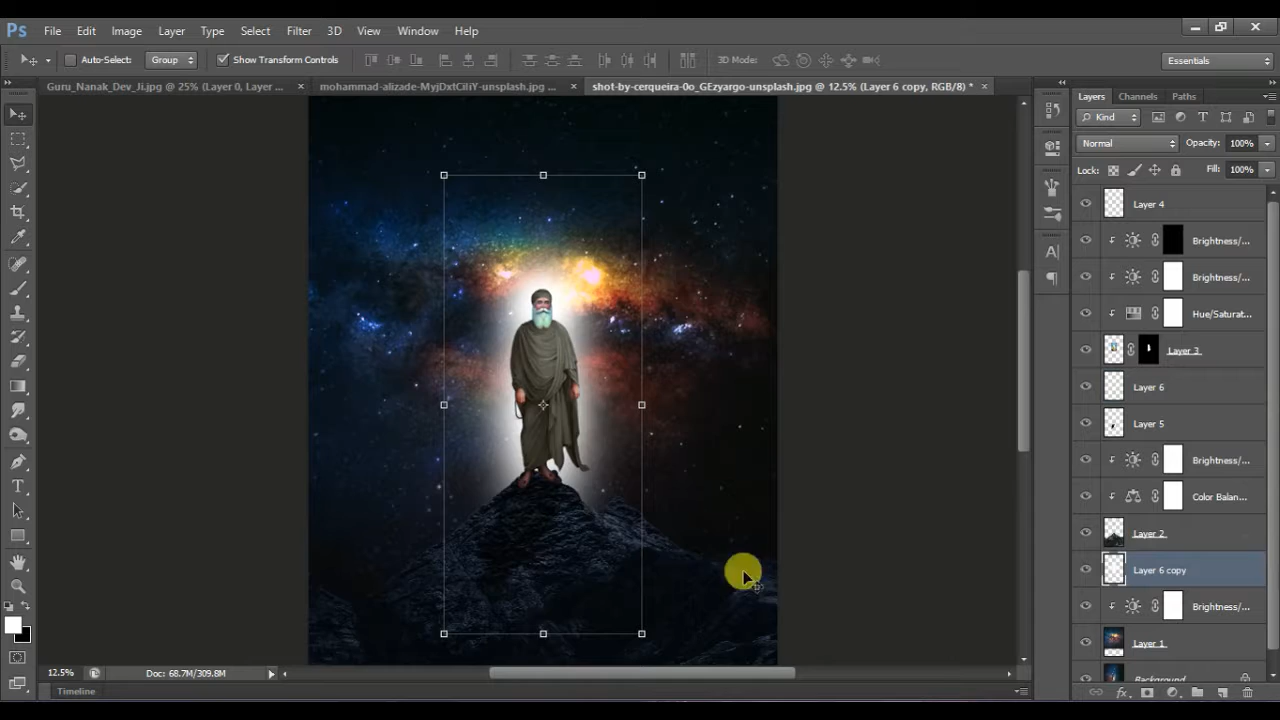 Ps File Edit Image Layer Type Select Filter 3D View Window Help
Auto-Select: Group Show Transform Controls 3D Mode: Essentials
Guru_Nanak_Dev_Ji.jpg @ 25% (Layer 0, Layer ... × mohammad-alizade-MyjDxtCiIiY-unsplash.jpg ... × shot-by-cerqueira-0o_GEzyargo-unsplash.jpg @ 12.5% (Layer 6 copy, RGB/8) * ×
Layers Channels Paths
Kind
Normal Opacity: 100%
Lock: Fill: 100%
Layer 4
Brightness/...
Brightness/...
Hue/Saturat...
Layer 3
Layer 6
Layer 5
Brightness/...
Color Balan...
Layer 2
Layer 6 copy
Brightness/...
Layer 1
Background
12.5% Doc: 68.7M/309.8M
Timeline